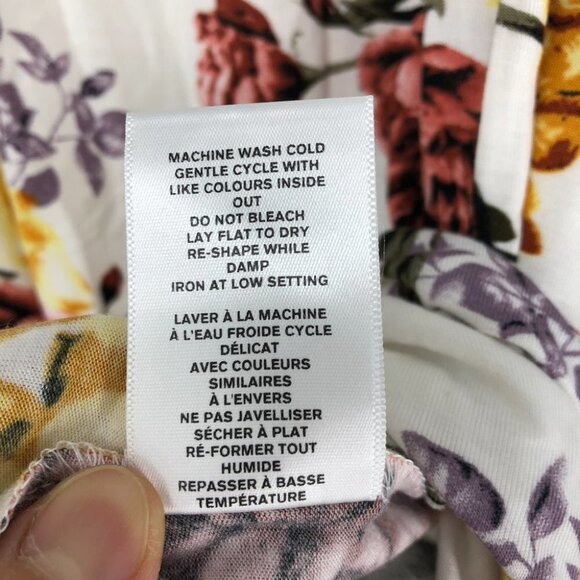 MACHINE WASH COLD
GENTLE CYCLE WITH
LIKE COLOURS INSIDE
OUT
DO NOT BLEACH
LAY FLAT TO DRY
RE-SHAPE WHILE
DAMP
IRON AT LOW SETTING
LAVER À LA MACHINE
À L'EAU FROIDE CYCLE
DÉLICAT
AVEC COULEURS
SIMILAIRES
À L'ENVERS
NE PAS JAVELLISER
SÉCHER À PLAT
RÉ-FORMER TOUT
HUMIDE
REPASSER À BASSE
TEMPÉRATURE